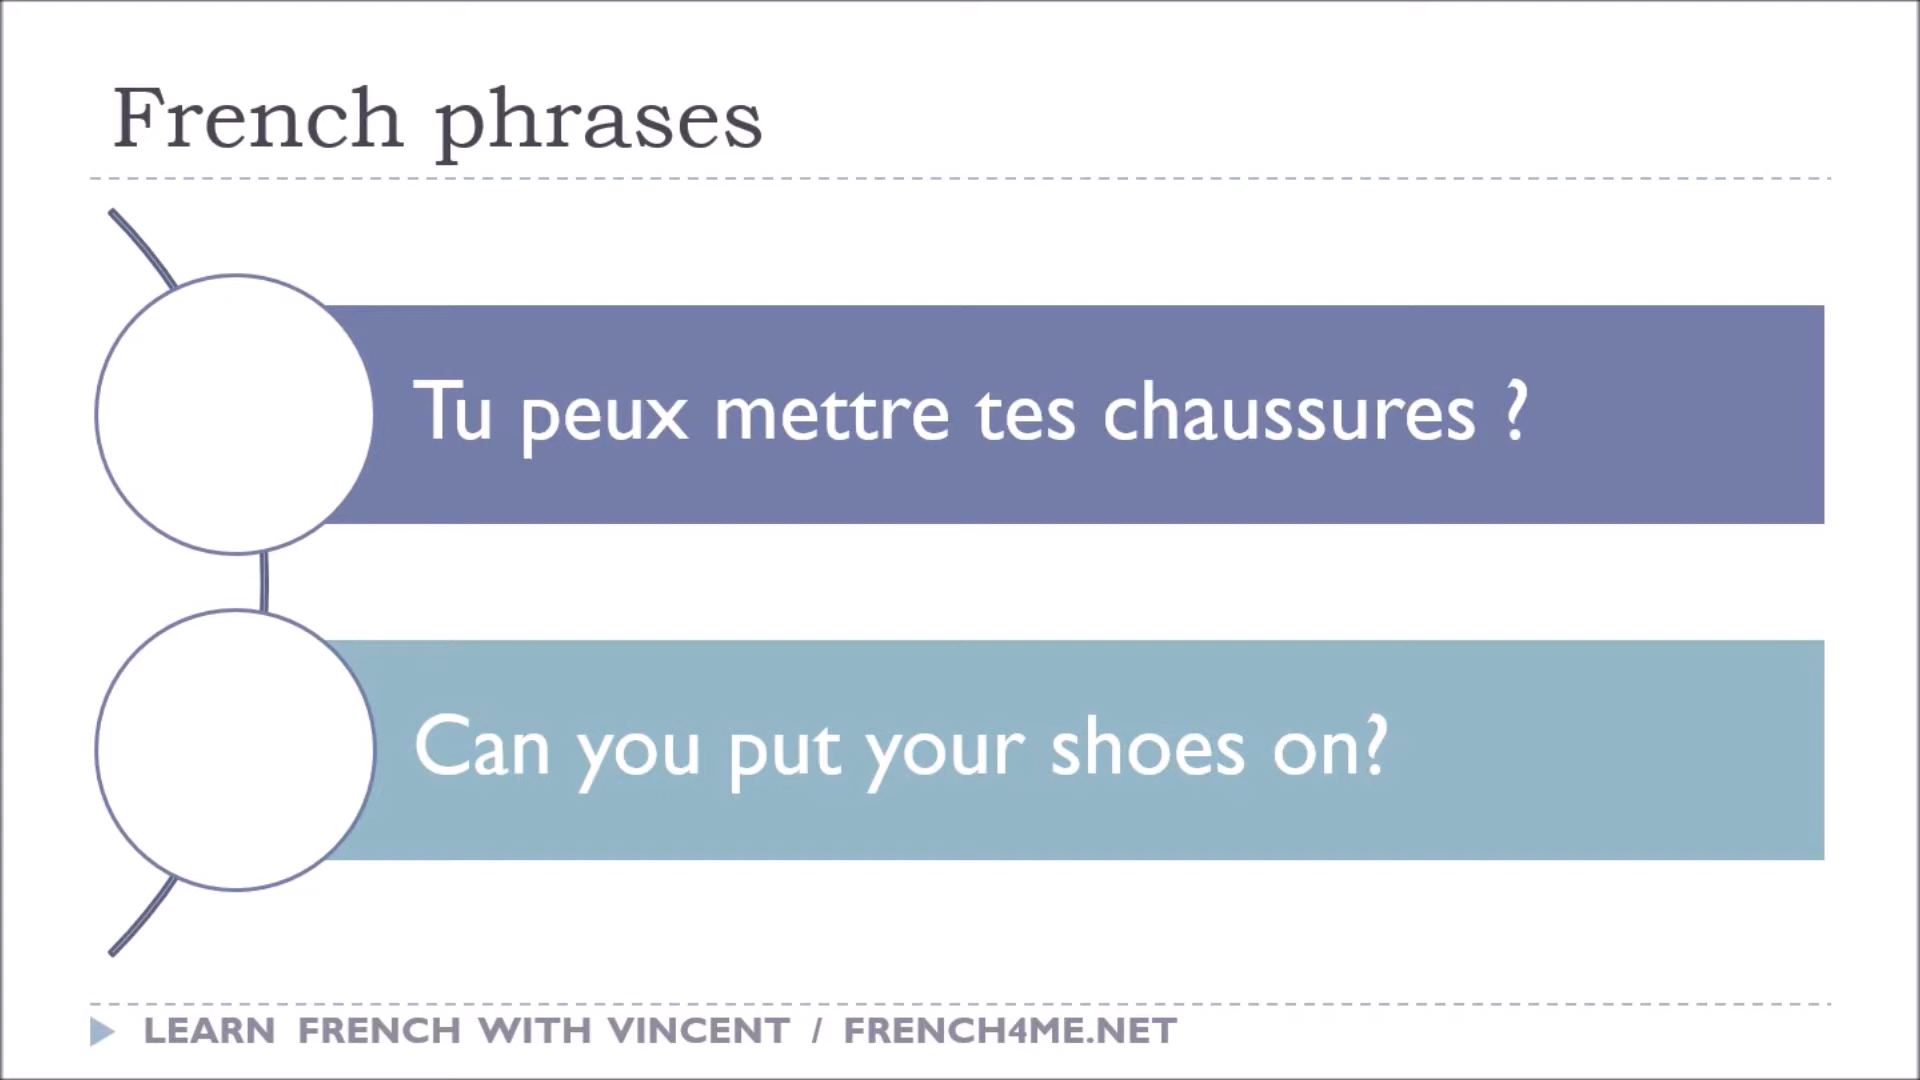 French phrases
Tu peux mettre tes chaussures ?
Can you put your shoes on?
LEARN FRENCH WITH VINCENT / FRENCH4ME.NET